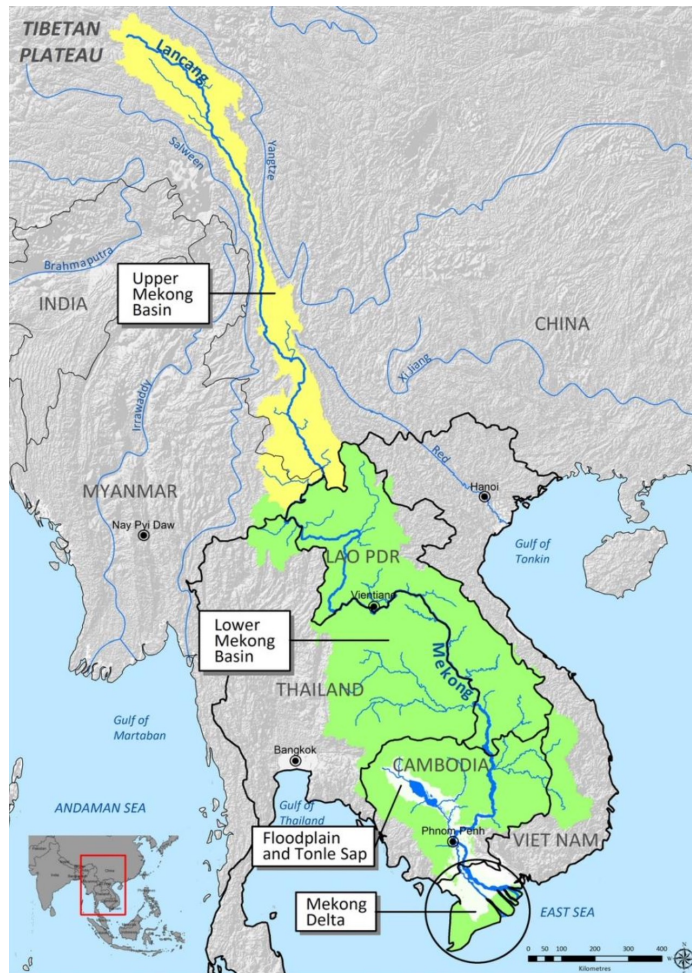 TIBETAN
PLATEAU
Lancang
Salween
Yangtze
Brahmaputra
INDIA
Upper
Mekong
Basin
CHINA
Xi Jiang
Irrawaddy
Red
Hanoi
MYANMAR
Nay Pyi Daw
Gulf of
Tonkin
LAO PDR
Vientiane
Lower
Mekong
Basin
Mekong
THAILAND
Gulf of
Martaban
Bangkok
CAMBODIA
ANDAMAN SEA
Gulf of
Thailand
Floodplain
and Tonle Sap
Phnom Penh
VIET NAM
Mekong
Delta
EAST SEA
0 50 100 200 300 400
Kilometres